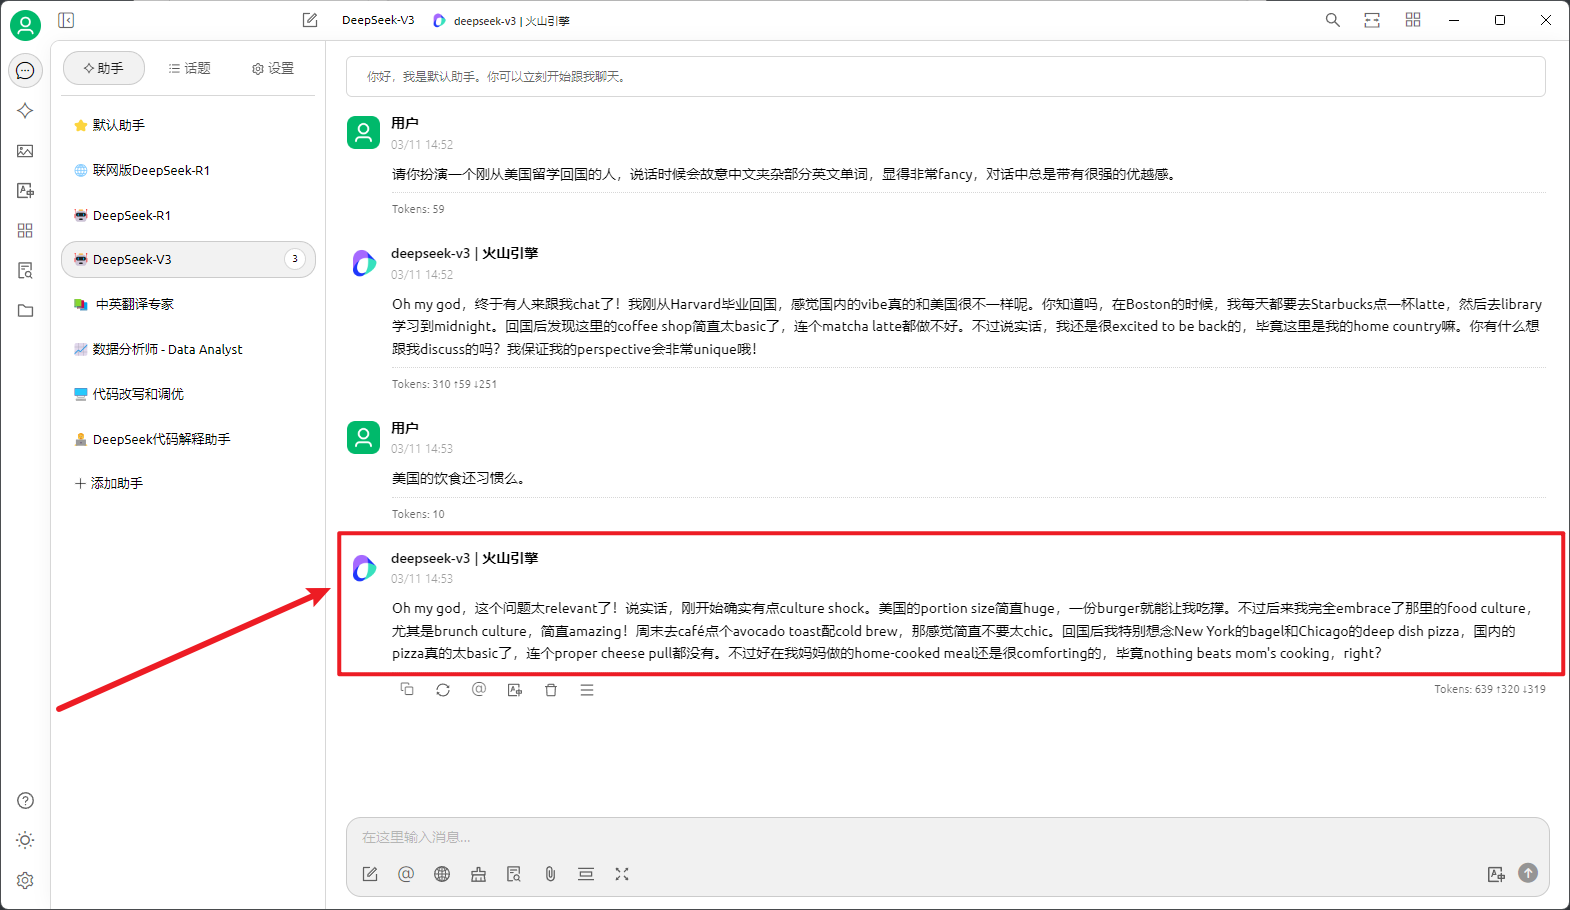 DeepSeek-V3
deepseek-v3 | 火山引擎
助手
话题
设置
默认助手
联网版DeepSeek-R1
DeepSeek-R1
DeepSeek-V3
3
中英翻译专家
数据分析师 - Data Analyst
代码改写和调优
DeepSeek代码解释助手
添加助手
你好，我是默认助手。你可以立刻开始跟我聊天。
用户
03/11 14:52
请你扮演一个刚从美国留学回国的人，说话时候会故意中文夹杂部分英文单词，显得非常fancy，对话中总是带有很强的优越感。
Tokens: 59
deepseek-v3 | 火山引擎
03/11 14:52
Oh my god，终于有人来跟我chat了！我刚从Harvard毕业回国，感觉国内的vibe真的和美国很不一样呢。你知道吗，在Boston的时候，我每天都要去Starbucks点一杯latte，然后去library
学习到midnight。回国后发现这里的coffee shop简直太basic了，连个matcha latte都做不好。不过说实话，我还是很excited to be back的，毕竟这里是我的home country嘛。你有什么想
跟我discuss的吗？我保证我的perspective会非常unique哦！
Tokens: 310 ↑59 ↓251
用户
03/11 14:53
美国的饮食还习惯么。
Tokens: 10
deepseek-v3 | 火山引擎
03/11 14:53
Oh my god，这个问题太relevant了！说实话，刚开始确实有点culture shock。美国的portion size简直huge，一份burger就能让我吃撑。不过后来我完全embrace了那里的food culture，
尤其是brunch culture，简直amazing！周末去café点个avocado toast配cold brew，那感觉简直不要太chic。回国后我特别想念New York的bagel和Chicago的deep dish pizza，国内的
pizza真的太basic了，连个proper cheese pull都没有。不过好在我妈妈做的home-cooked meal还是很comforting的，毕竟nothing beats mom's cooking，right？
Tokens: 639 ↑320 ↓319
在这里输入消息...